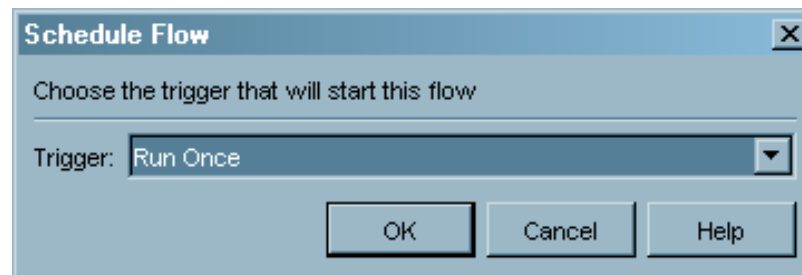 Schedule Flow
Choose the trigger that will start this flow
Trigger: Run Once
OK Cancel Help